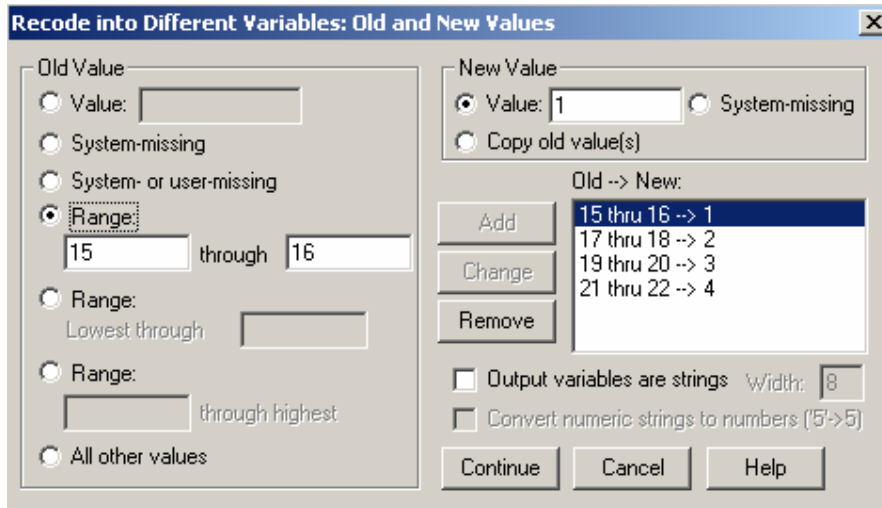 Recode into Different Variables: Old and New Values
Old Value
Value:
System-missing
System- or user-missing
Range:
15 through 16
Range:
Lowest through
Range:
through highest
All other values
New Value
Value: 1 System-missing
Copy old value(s)
Old --> New:
Add
Change
Remove
15 thru 16 --> 1
17 thru 18 --> 2
19 thru 20 --> 3
21 thru 22 --> 4
Output variables are strings Width: 8
Convert numeric strings to numbers ('5'->5)
Continue Cancel Help